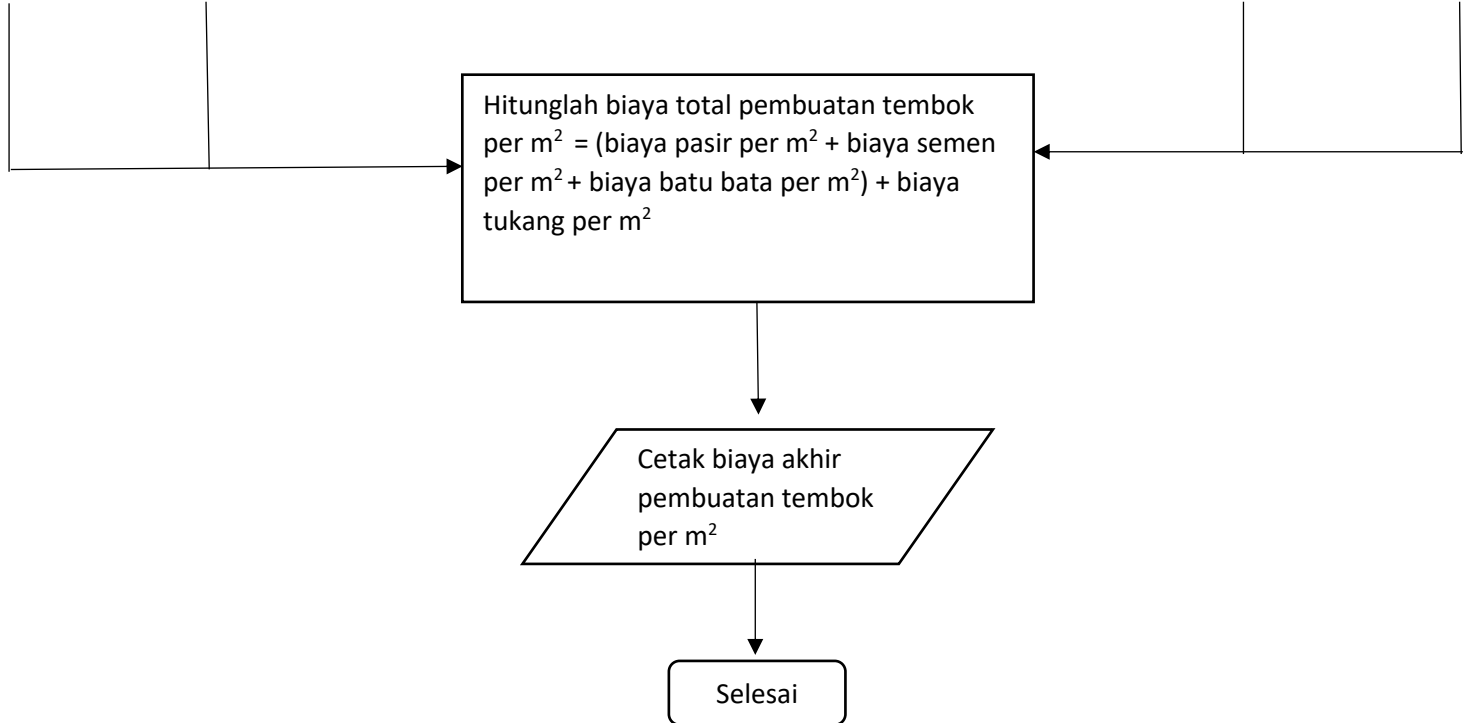 Hitunglah biaya total pembuatan tembok
per m² = (biaya pasir per m² + biaya semen
per m² + biaya batu bata per m²) + biaya
tukang per m²
Cetak biaya akhir
pembuatan tembok
per m²
Selesai